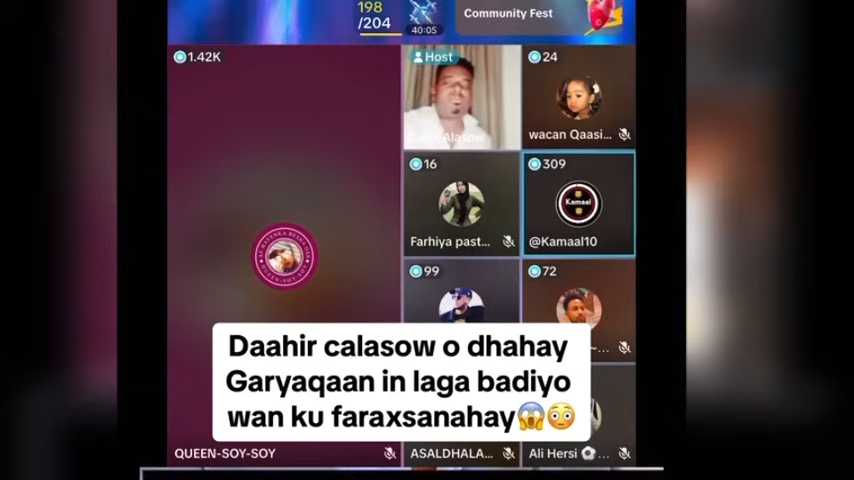 198
/204
40:05
Community Fest
1.42K
Host
24
wacan Qaasi...
16
309
Kamaal
Farhiya past...
@Kamaal10
99
72
Daahir calasow o dhahay
Garyaqaan in laga badiyo
wan ku faraxsanahay😱😳
QUEEN-SOY-SOY
ASALDHALA...
Ali Hersi ⚽...